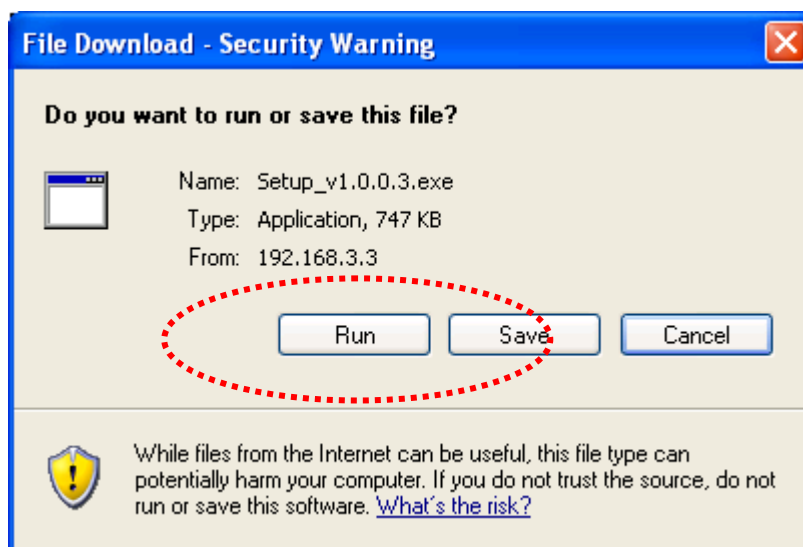 File Download - Security Warning
Do you want to run or save this file?
Name: Setup_v1.0.0.3.exe
Type: Application, 747 KB
From: 192.168.3.3
Run Save Cancel
While files from the Internet can be useful, this file type can
potentially harm your computer. If you do not trust the source, do not
run or save this software. What's the risk?